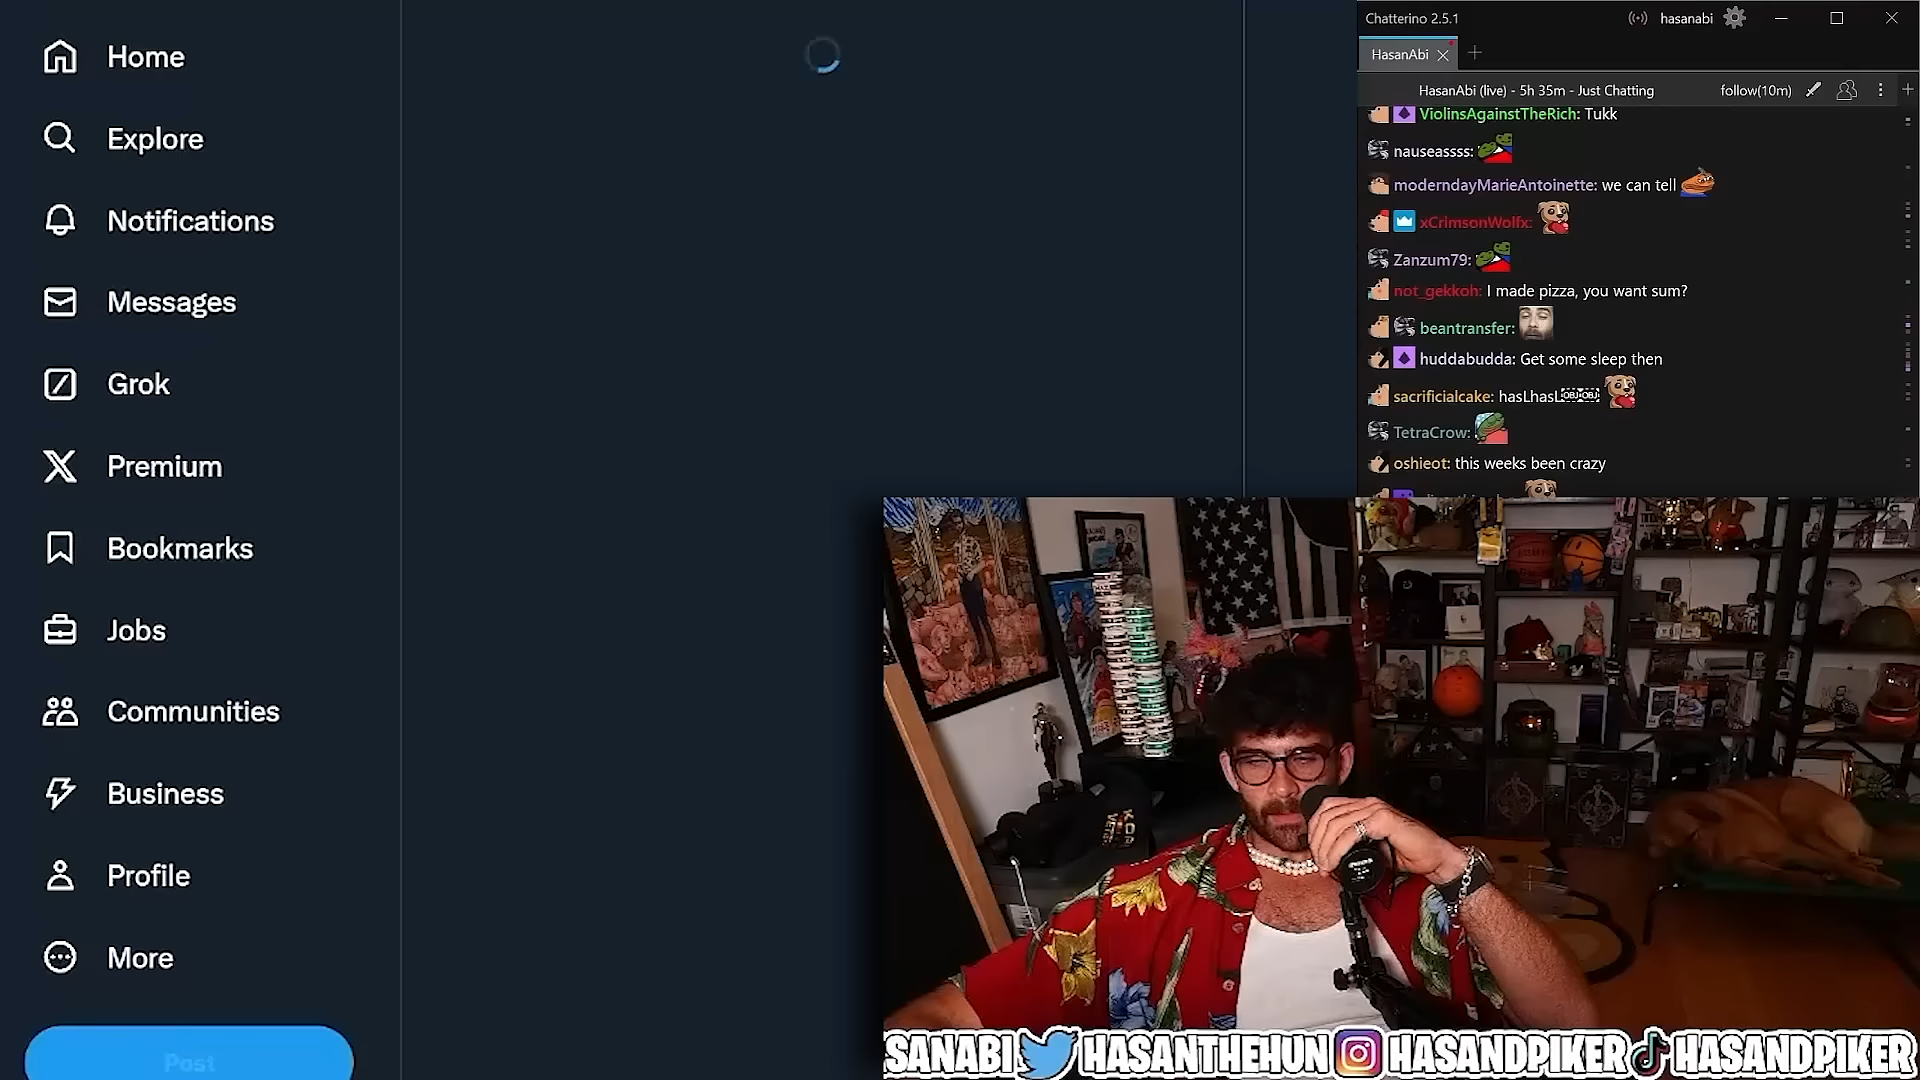 Home
Explore
Notifications
Messages
Grok
Premium
Bookmarks
Jobs
Communities
Business
Profile
More
Post
Chatterino 2.5.1
hasanabi
HasanAbi
HasanAbi (live) - 5h 35m - Just Chatting
follow(10m)
ViolinsAgainstTheRich: Tukk
nauseassss:
moderndayMarieAntoinette: we can tell
xCrimsonWolfx:
Zanzum79:
not_gekkoh: I made pizza, you want sum?
beantransfer:
huddabudda: Get some sleep then
sacrificialcake: hasLhasL
TetraCrow:
oshieot: this weeks been crazy
SANABI HASANTHEHUN HASANDPIKER HASANDPIKER